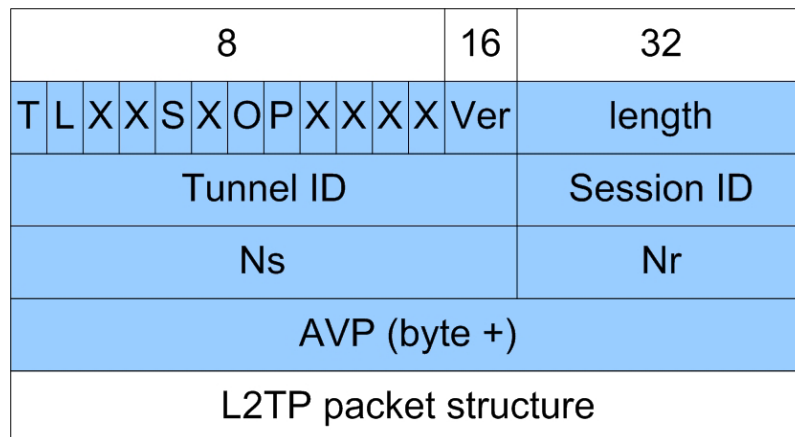 8 16 32
T L X X S X O P X X X X Ver length
Tunnel ID Session ID
Ns Nr
AVP (byte +)
L2TP packet structure